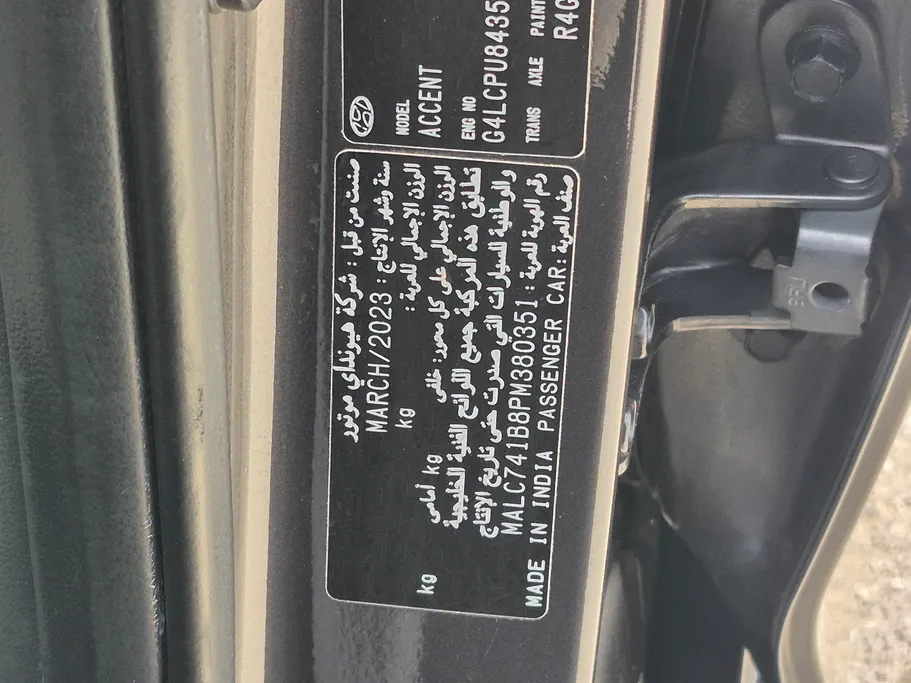 MODEL
ACCENT
ENG NO
G4LCPU8435
TRANS AXLE PAINT
R4G
صنعت من قبل : شركة هيونداي موتور
سنة وشهر الإنتاج : MARCH/2023
الوزن الإجمالي للعربة : kg
الوزن الإجمالي على كل محور: خلفي kg أمامي kg
تطابق هذه المركبة جميع اللوائح الفنية الخليجية
والوطنية للسيارات التي صدرت حتى تاريخ الإنتاج
رقم الهوية للعربة : MALC741B8PM380351
صنف العربة : MADE IN INDIA PASSENGER CAR